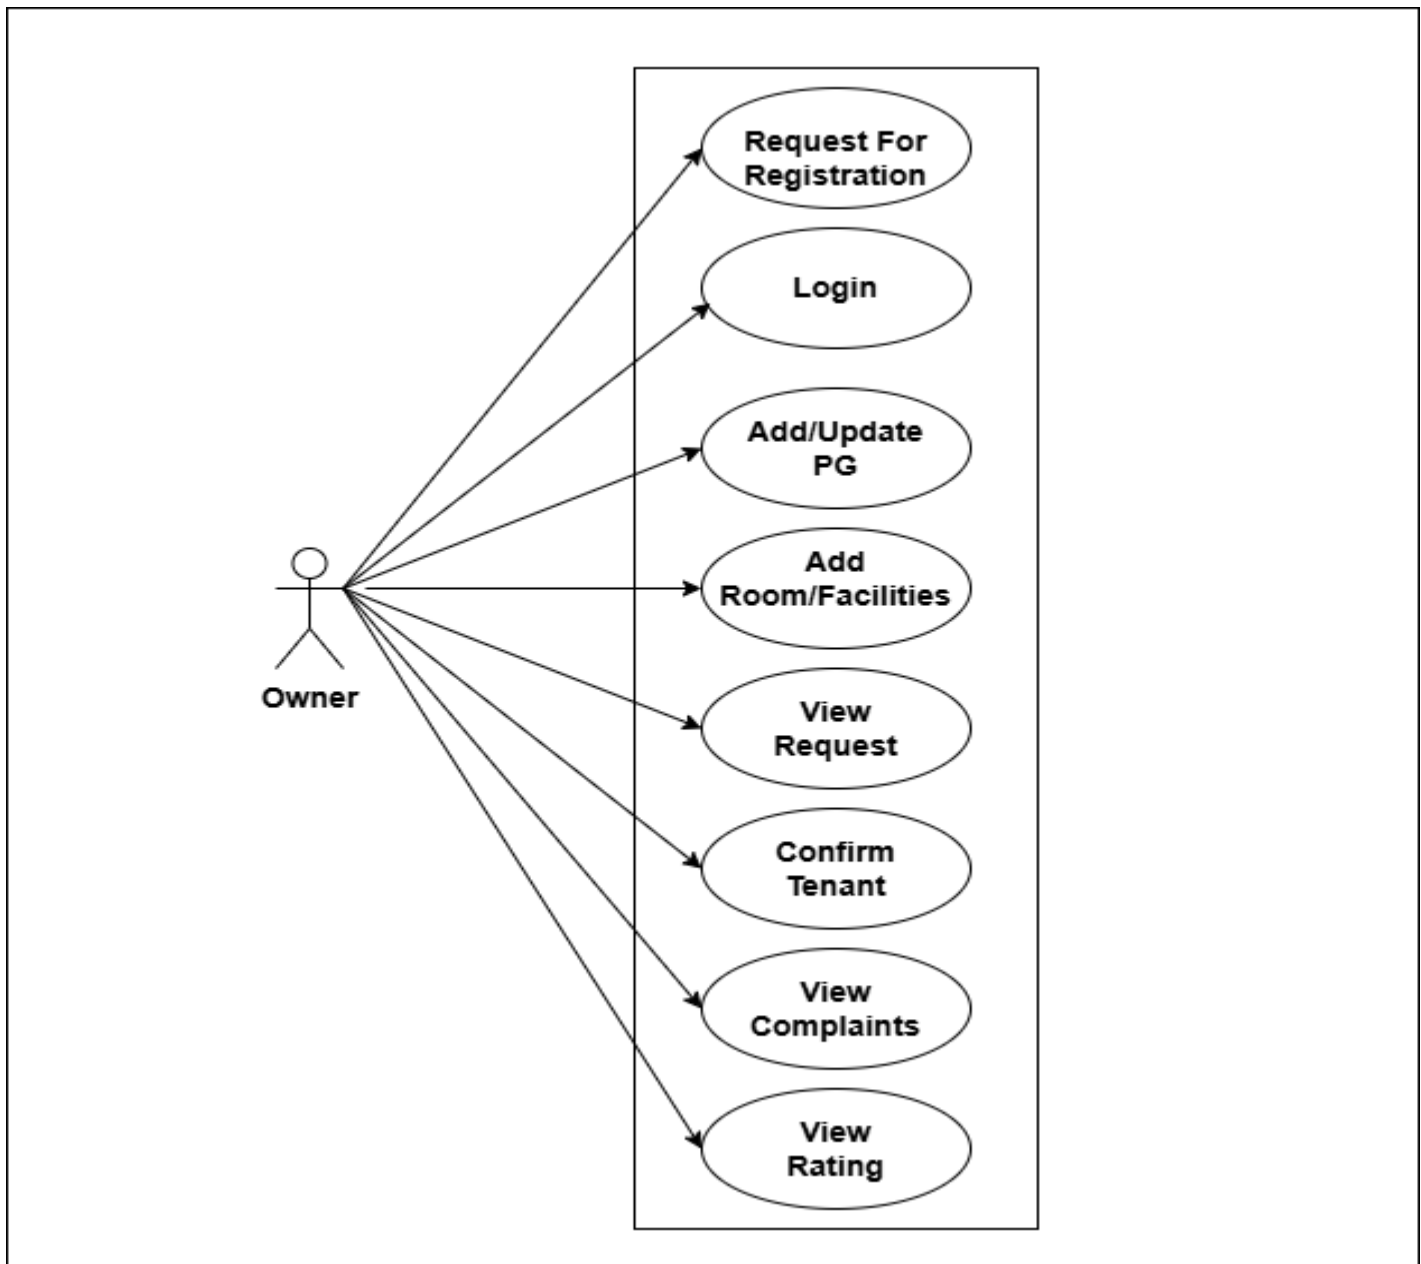 Request For
Registration
Login
Add/Update
PG
Add
Room/Facilities
Owner
View
Request
Confirm
Tenant
View
Complaints
View
Rating